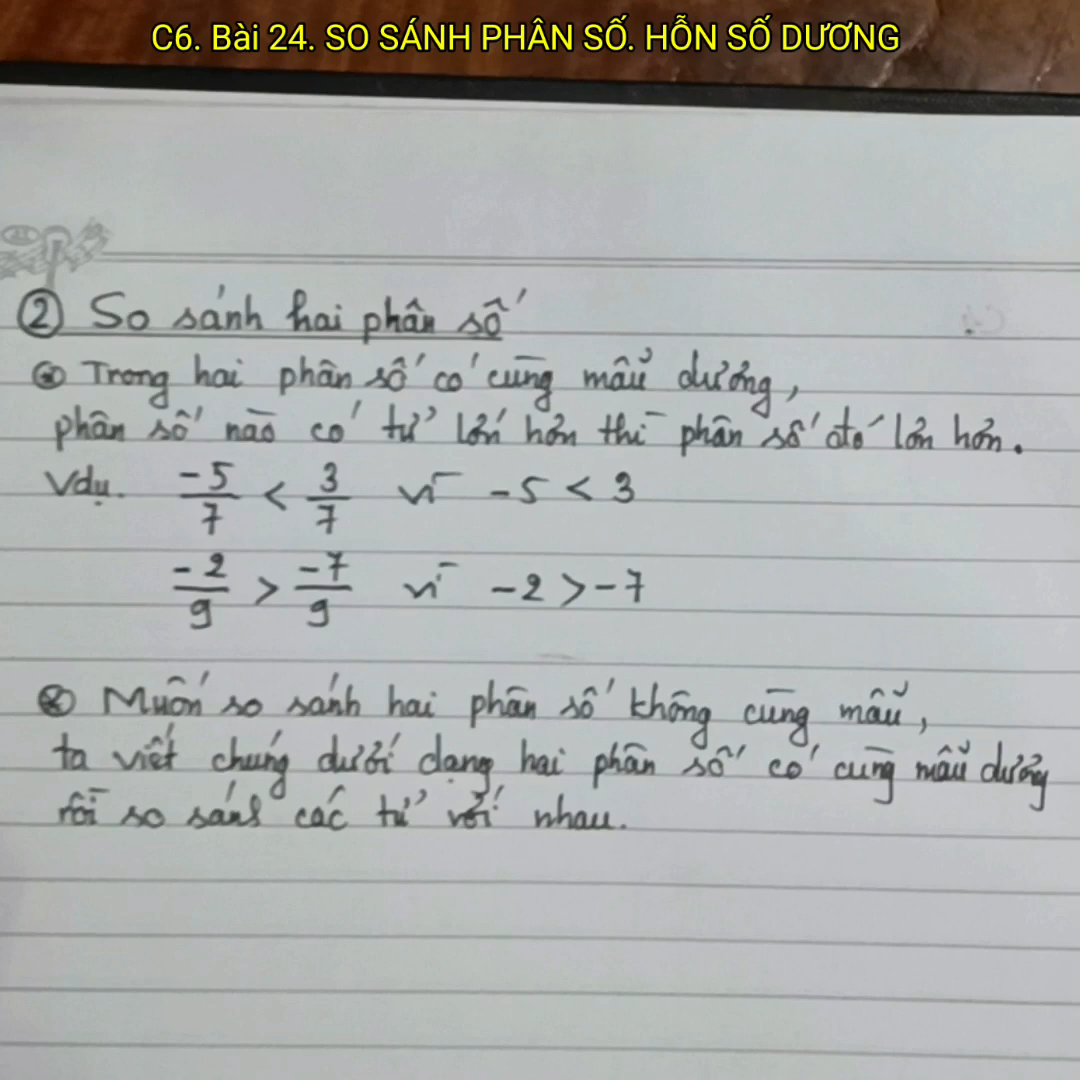 C6. Bài 24. SO SÁNH PHÂN SỐ. HỖN SỐ DƯƠNG
② So sánh hai phân số
⊛ Trong hai phân số có cùng mẫu dương,
phân số nào có tử lớn hơn thì phân số đó lớn hơn.
Vdụ. -5/7 < 3/7 vì -5 < 3
-2/9 > -7/9 vì -2 > -7
⊛ Muốn so sánh hai phân số không cùng mẫu,
ta viết chúng dưới dạng hai phân số có cùng mẫu dương
rồi so sánh các tử với nhau.